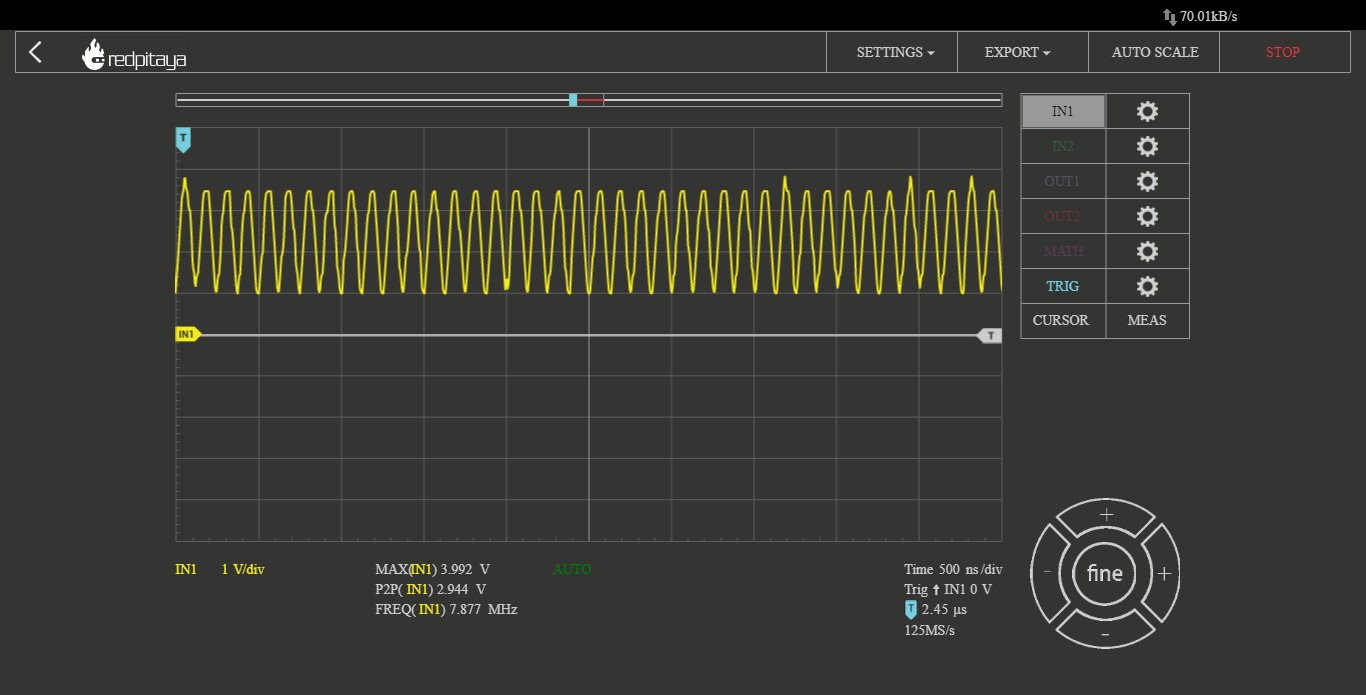 70.01kB/s
redpitaya
SETTINGS
EXPORT
AUTO SCALE
STOP
T
IN1
IN2
OUT1
OUT2
MATH
TRIG
CURSOR
MEAS
IN1
T
IN1 1 V/div
MAX(IN1) 3.992 V
P2P( IN1) 2.944 V
FREQ( IN1) 7.877 MHz
AUTO
Time 500 ns/div
Trig IN1 0 V
T 2.45 µs
125MS/s
+
- fine +
-